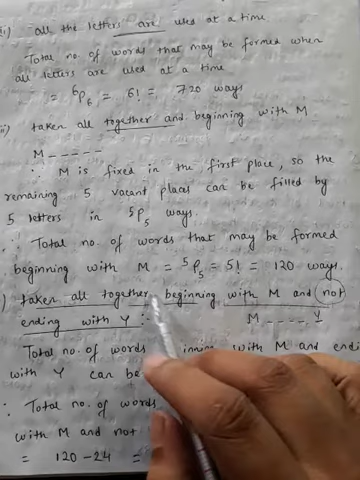 ii) all the letters are used at a time
Total no. of words that may be formed when
all letters are used at a time
= ⁶P₆ = 6! = 720 ways
ii) taken all together and beginning with M
M - - - - -
∵ M is fixed in the first place, so the
remaining 5 vacant places can be filled by
5 letters in ⁵P₅ ways.
∴ Total no. of words that may be formed
beginning with M = ⁵P₅ = 5! = 120 ways.
) taken all together beginning with M and not
ending with Y :
M - - - - Y
Total no. of words with M and endi
with Y can be
∴ Total no. of words
with M and not
= 120 - 24 =